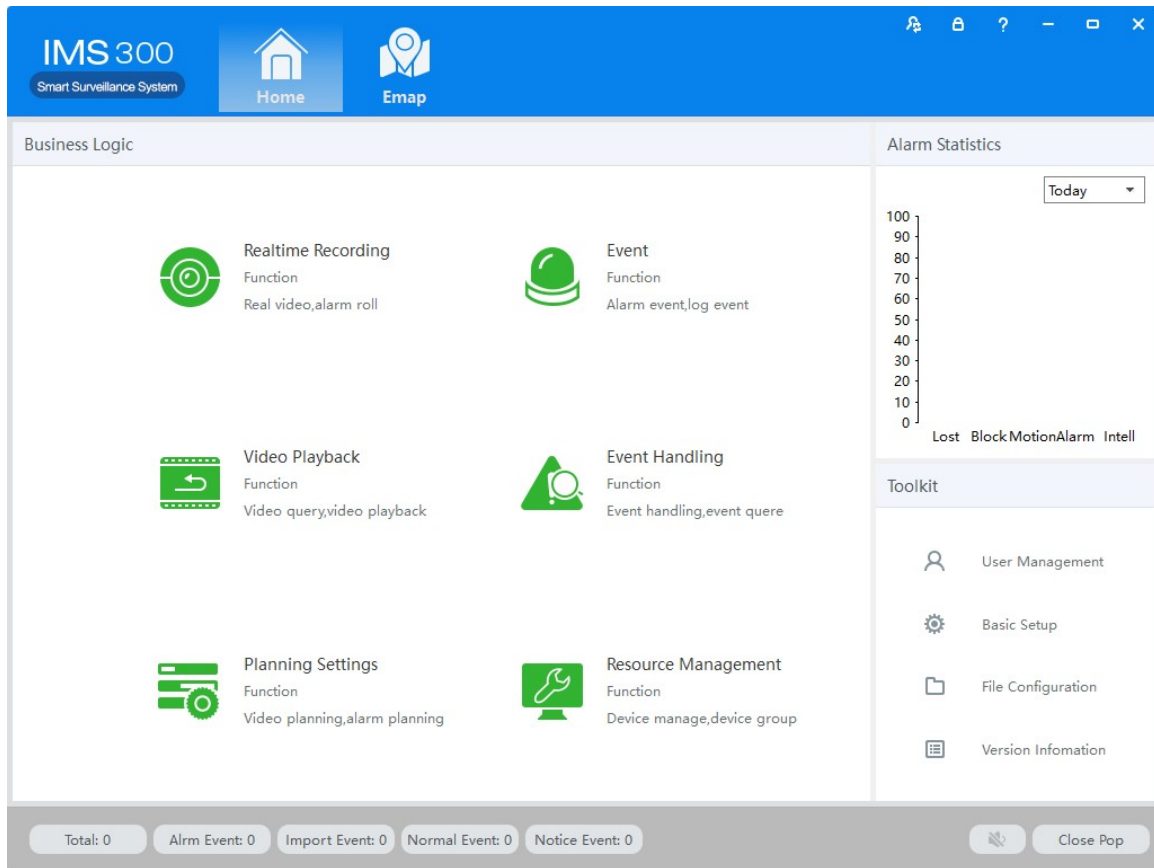 IMS 300
Smart Surveillance System
Home
Emap
?
Business Logic
Realtime Recording
Function
Real video,alarm roll
Event
Function
Alarm event,log event
Video Playback
Function
Video query,video playback
Event Handling
Function
Event handling,event quere
Planning Settings
Function
Video planning,alarm planning
Resource Management
Function
Device manage,device group
Alarm Statistics
Today
100
90
80
70
60
50
40
30
20
10
0
Lost Block MotionAlarm Intell
Toolkit
User Management
Basic Setup
File Configuration
Version Infomation
Total: 0 Alrm Event: 0 Import Event: 0 Normal Event: 0 Notice Event: 0 Close Pop